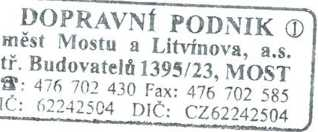 DOPRAVNÍ PODNIK ①
měst Mostu a Litvínova, a.s.
tř. Budovatelů 1395/23, MOST
☎: 476 702 430 Fax: 476 702 585
IČ: 62242504 DIČ: CZ62242504